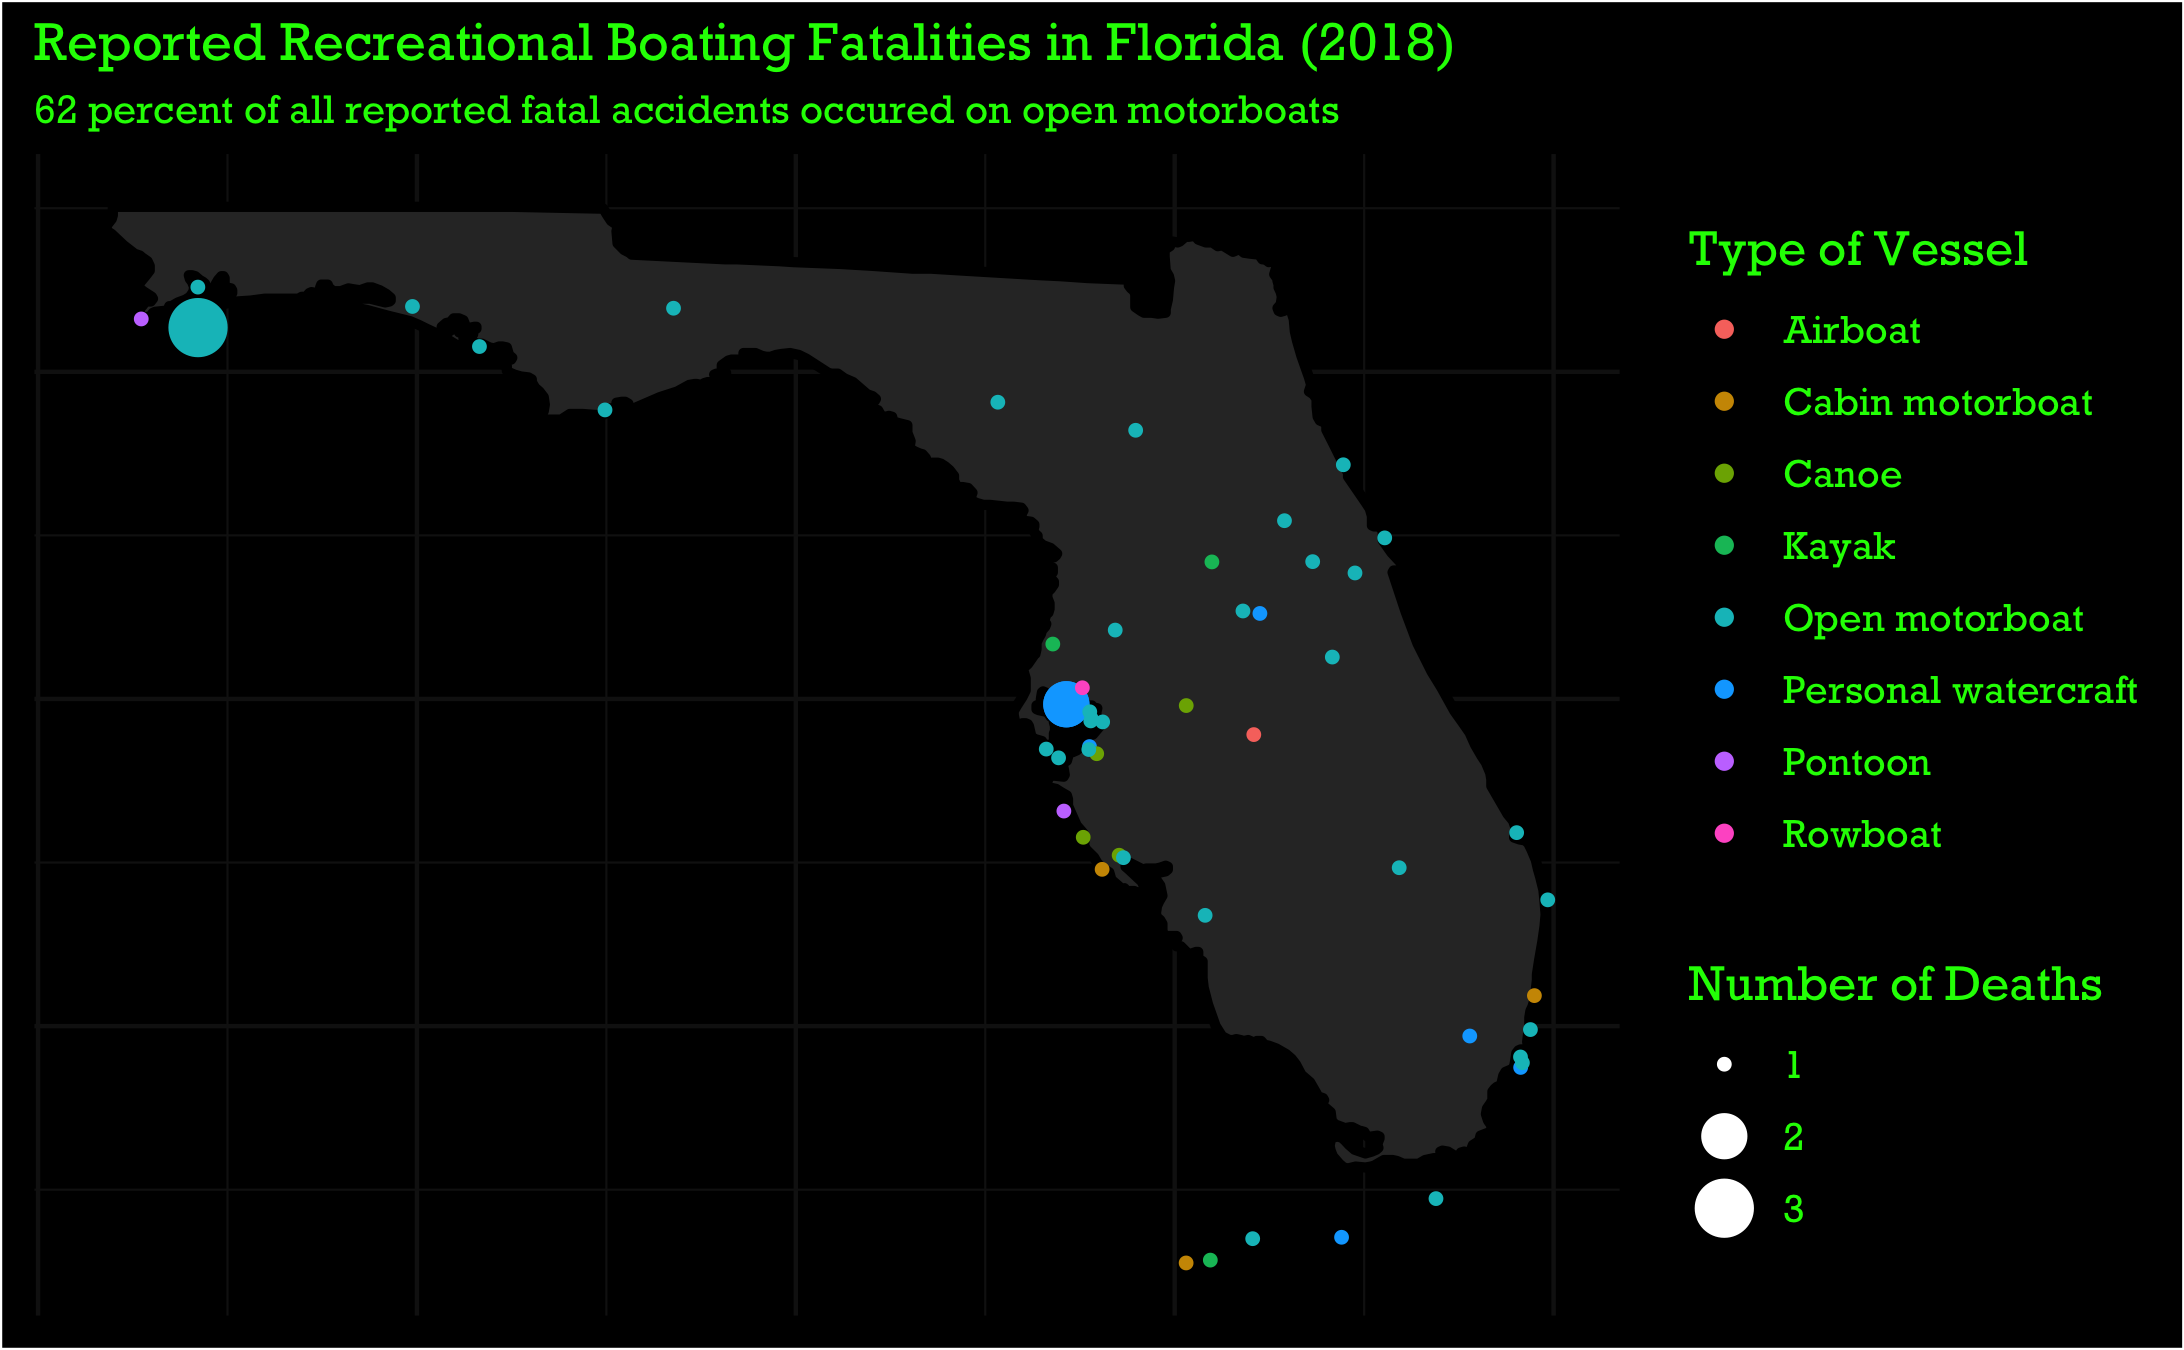 Reported Recreational Boating Fatalities in Florida (2018)
62 percent of all reported fatal accidents occured on open motorboats
Type of Vessel
Airboat
Cabin motorboat
Canoe
Kayak
Open motorboat
Personal watercraft
Pontoon
Rowboat
Number of Deaths
1
2
3